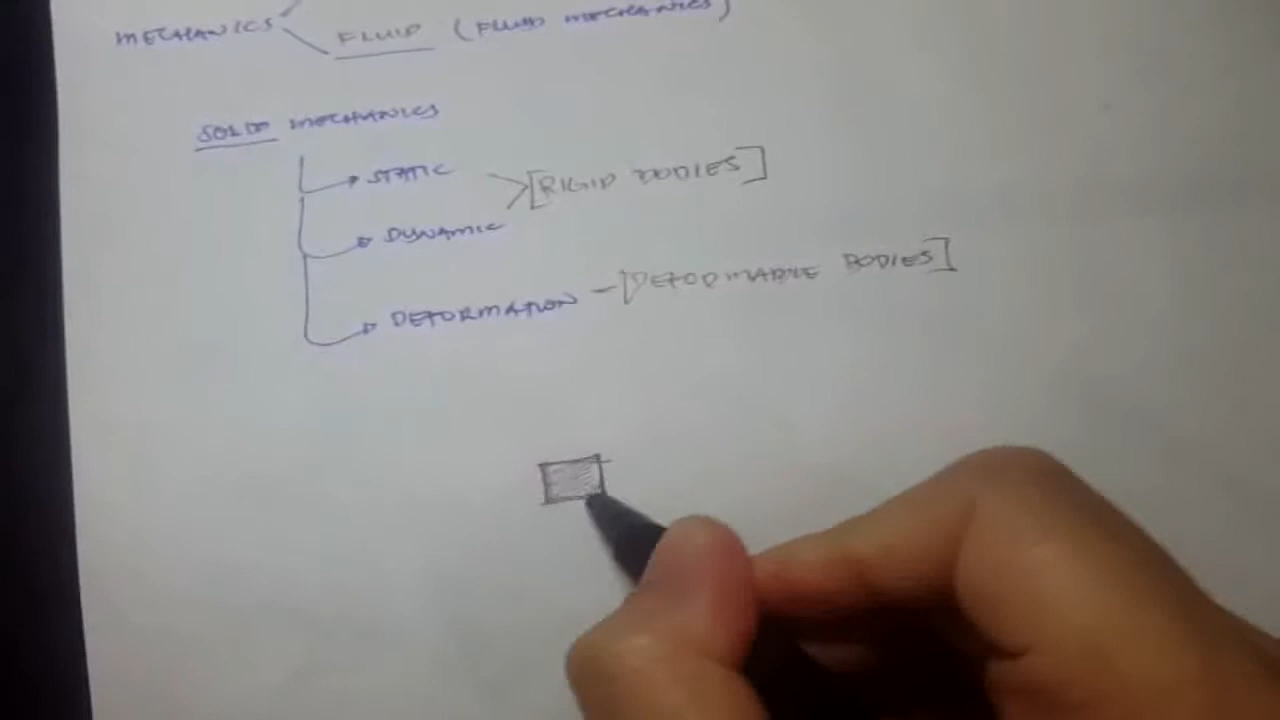 MECHANICS
FLUID (FLUID MECHANICS)
SOLID MECHANICS
STATIC
[RIGID BODIES]
DYNAMIC
DEFORMATION - [DEFORMABLE BODIES]